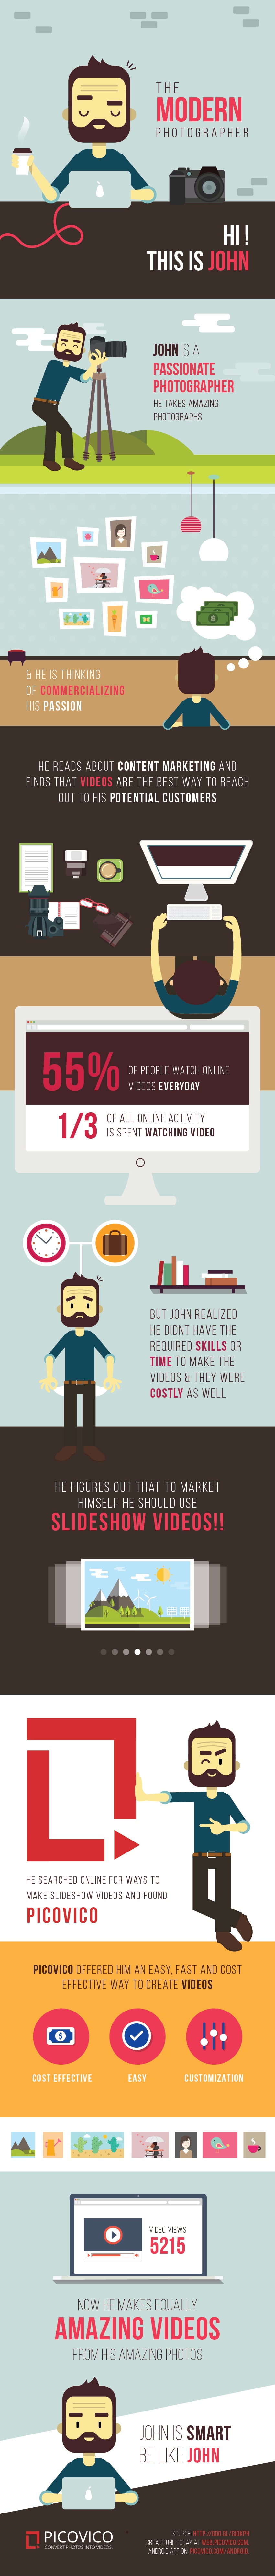 THE
MODERN
PHOTOGRAPHER
HI !
THIS IS JOHN
JOHN IS A
PASSIONATE
PHOTOGRAPHER
HE TAKES AMAZING
PHOTOGRAPHS
& HE IS THINKING
OF COMMERCIALIZING
HIS PASSION
HE READS ABOUT CONTENT MARKETING AND
FINDS THAT VIDEOS ARE THE BEST WAY TO REACH
OUT TO HIS POTENTIAL CUSTOMERS
55% OF PEOPLE WATCH ONLINE
VIDEOS EVERYDAY
1/3 OF ALL ONLINE ACTIVITY
IS SPENT WATCHING VIDEO
BUT JOHN REALIZED
HE DIDNT HAVE THE
REQUIRED SKILLS OR
TIME TO MAKE THE
VIDEOS & THEY WERE
COSTLY AS WELL
HE FIGURES OUT THAT TO MARKET
HIMSELF HE SHOULD USE
SLIDESHOW VIDEOS!!
HE SEARCHED ONLINE FOR WAYS TO
MAKE SLIDESHOW VIDEOS AND FOUND
PICOVICO
PICOVICO OFFERED HIM AN EASY, FAST AND COST
EFFECTIVE WAY TO CREATE VIDEOS
$
COST EFFECTIVE
EASY
CUSTOMIZATION
VIDEO VIEWS
5215
NOW HE MAKES EQUALLY
AMAZING VIDEOS
FROM HIS AMAZING PHOTOS
JOHN IS SMART
BE LIKE JOHN
PICOVICO
CONVERT PHOTOS INTO VIDEOS
SOURCE:
CREATE ONE TODAY AT WEB.PICOVICO.COM
ANDROID APP ON: PICOVICO.COM/ANDROID